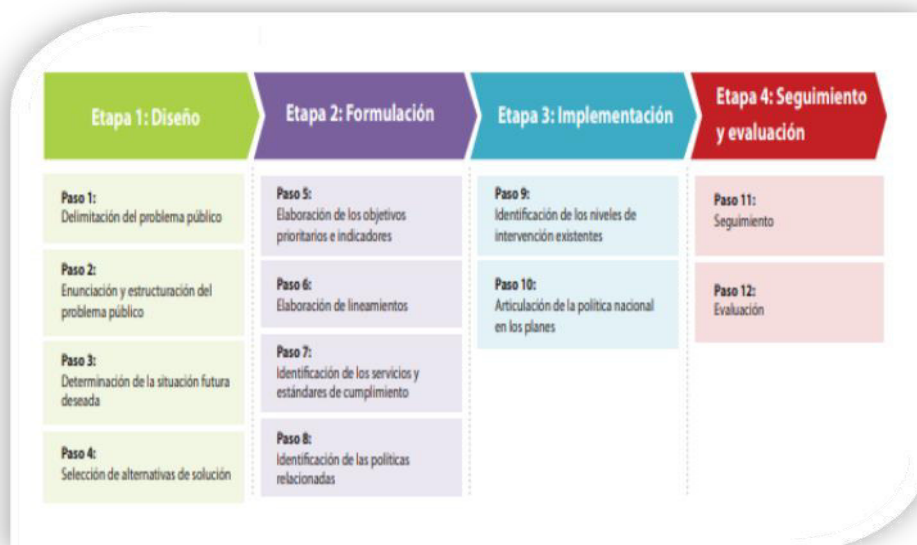 Etapa 1: Diseño
Paso 1:
Delimitación del problema público
Paso 2:
Enunciación y estructuración del
problema público
Paso 3:
Determinación de la situación futura
deseada
Paso 4:
Selección de alternativas de solución
Etapa 2: Formulación
Paso 5:
Elaboración de los objetivos
prioritarios e indicadores
Paso 6:
Elaboración de lineamientos
Paso 7:
Identificación de los servicios y
estándares de cumplimiento
Paso 8:
Identificación de las políticas
relacionadas
Etapa 3: Implementación
Paso 9:
Identificación de los niveles de
intervención existentes
Paso 10:
Articulación de la política nacional
en los planes
Etapa 4: Seguimiento
y evaluación
Paso 11:
Seguimiento
Paso 12:
Evaluación